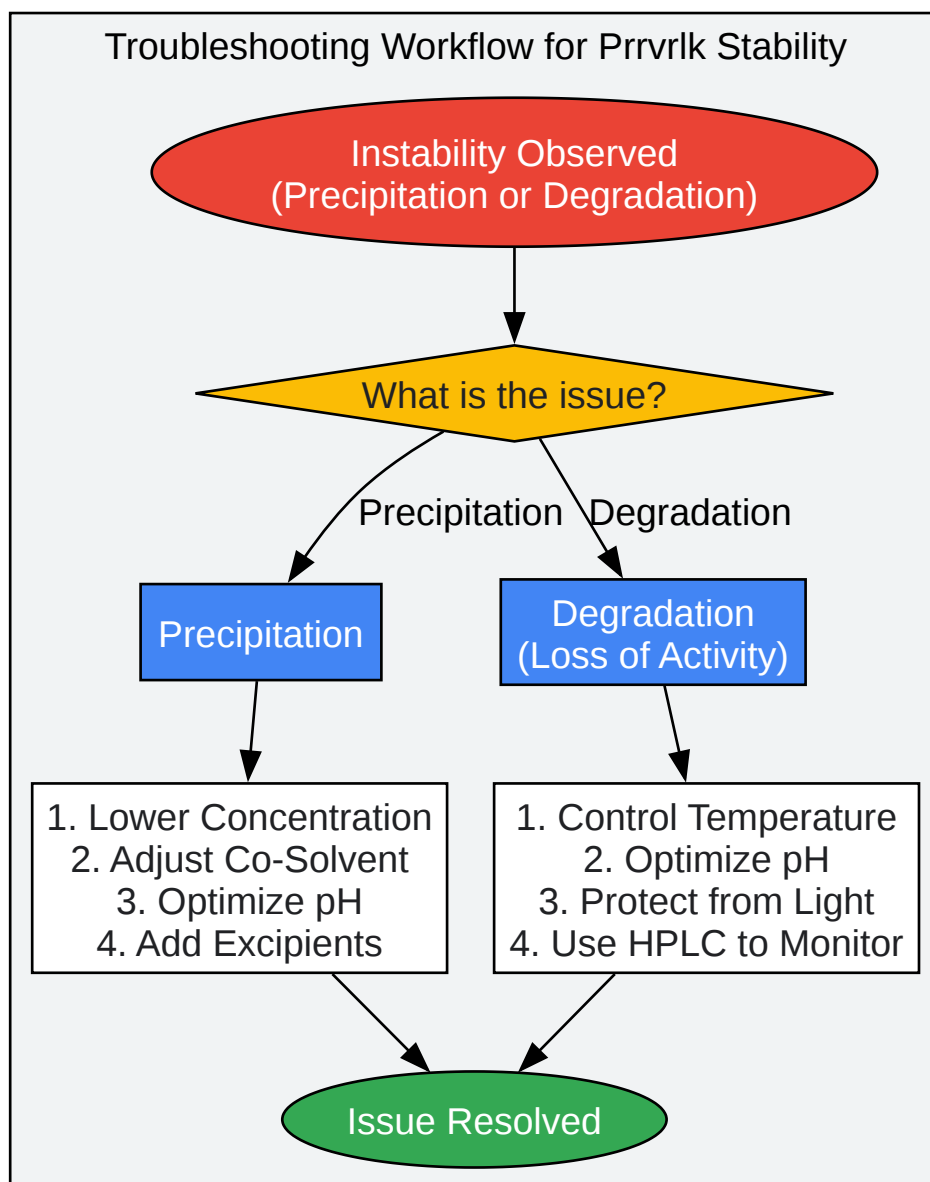 Troubleshooting Workflow for Prrvrlk Stability
Instability Observed
(Precipitation or Degradation)
What is the issue?
Precipitation
Degradation
Precipitation
Degradation
(Loss of Activity)
1. Lower Concentration
2. Adjust Co-Solvent
3. Optimize pH
4. Add Excipients
1. Control Temperature
2. Optimize pH
3. Protect from Light
4. Use HPLC to Monitor
Issue Resolved